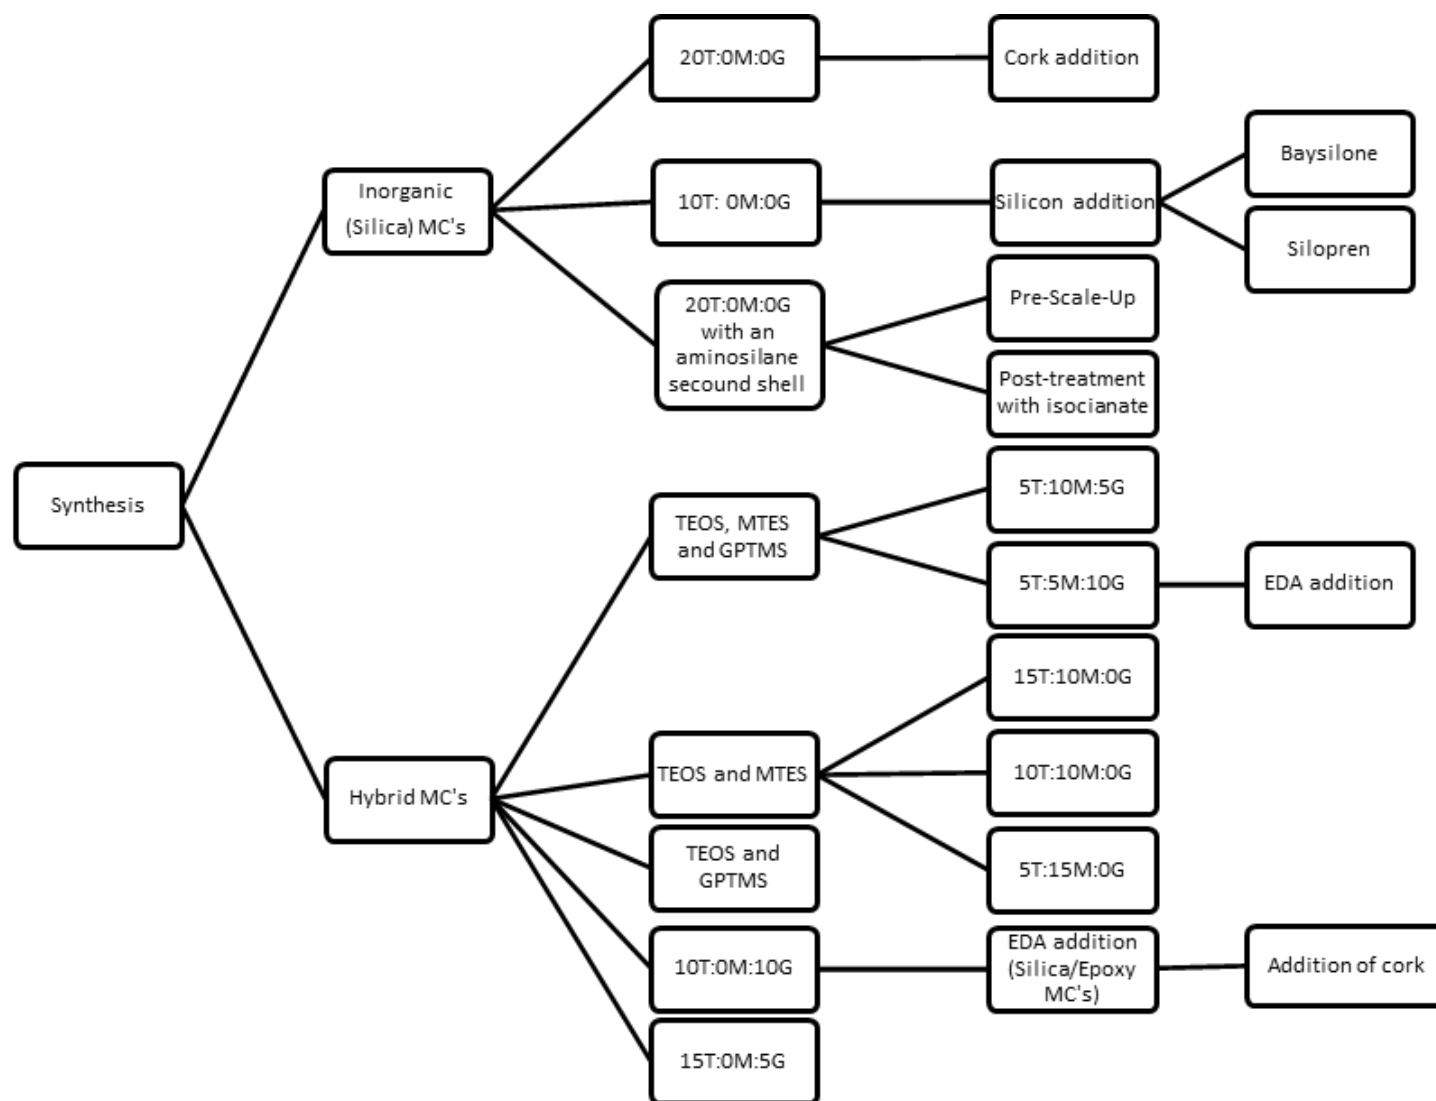 20T:0M:0G
Cork addition
Baysilone
Inorganic
(Silica) MC's
10T: 0M:0G
Silicon addition
Silopren
20T:0M:0G
with an
aminosilane
secound shell
Pre-Scale-Up
Post-treatment
with isocianate
Synthesis
TEOS, MTES
and GPTMS
5T:10M:5G
5T:5M:10G
EDA addition
15T:10M:0G
Hybrid MC's
TEOS and MTES
10T:10M:0G
TEOS and
GPTMS
5T:15M:0G
10T:0M:10G
EDA addition
(Silica/Epoxy
MC's)
Addition of cork
15T:0M:5G